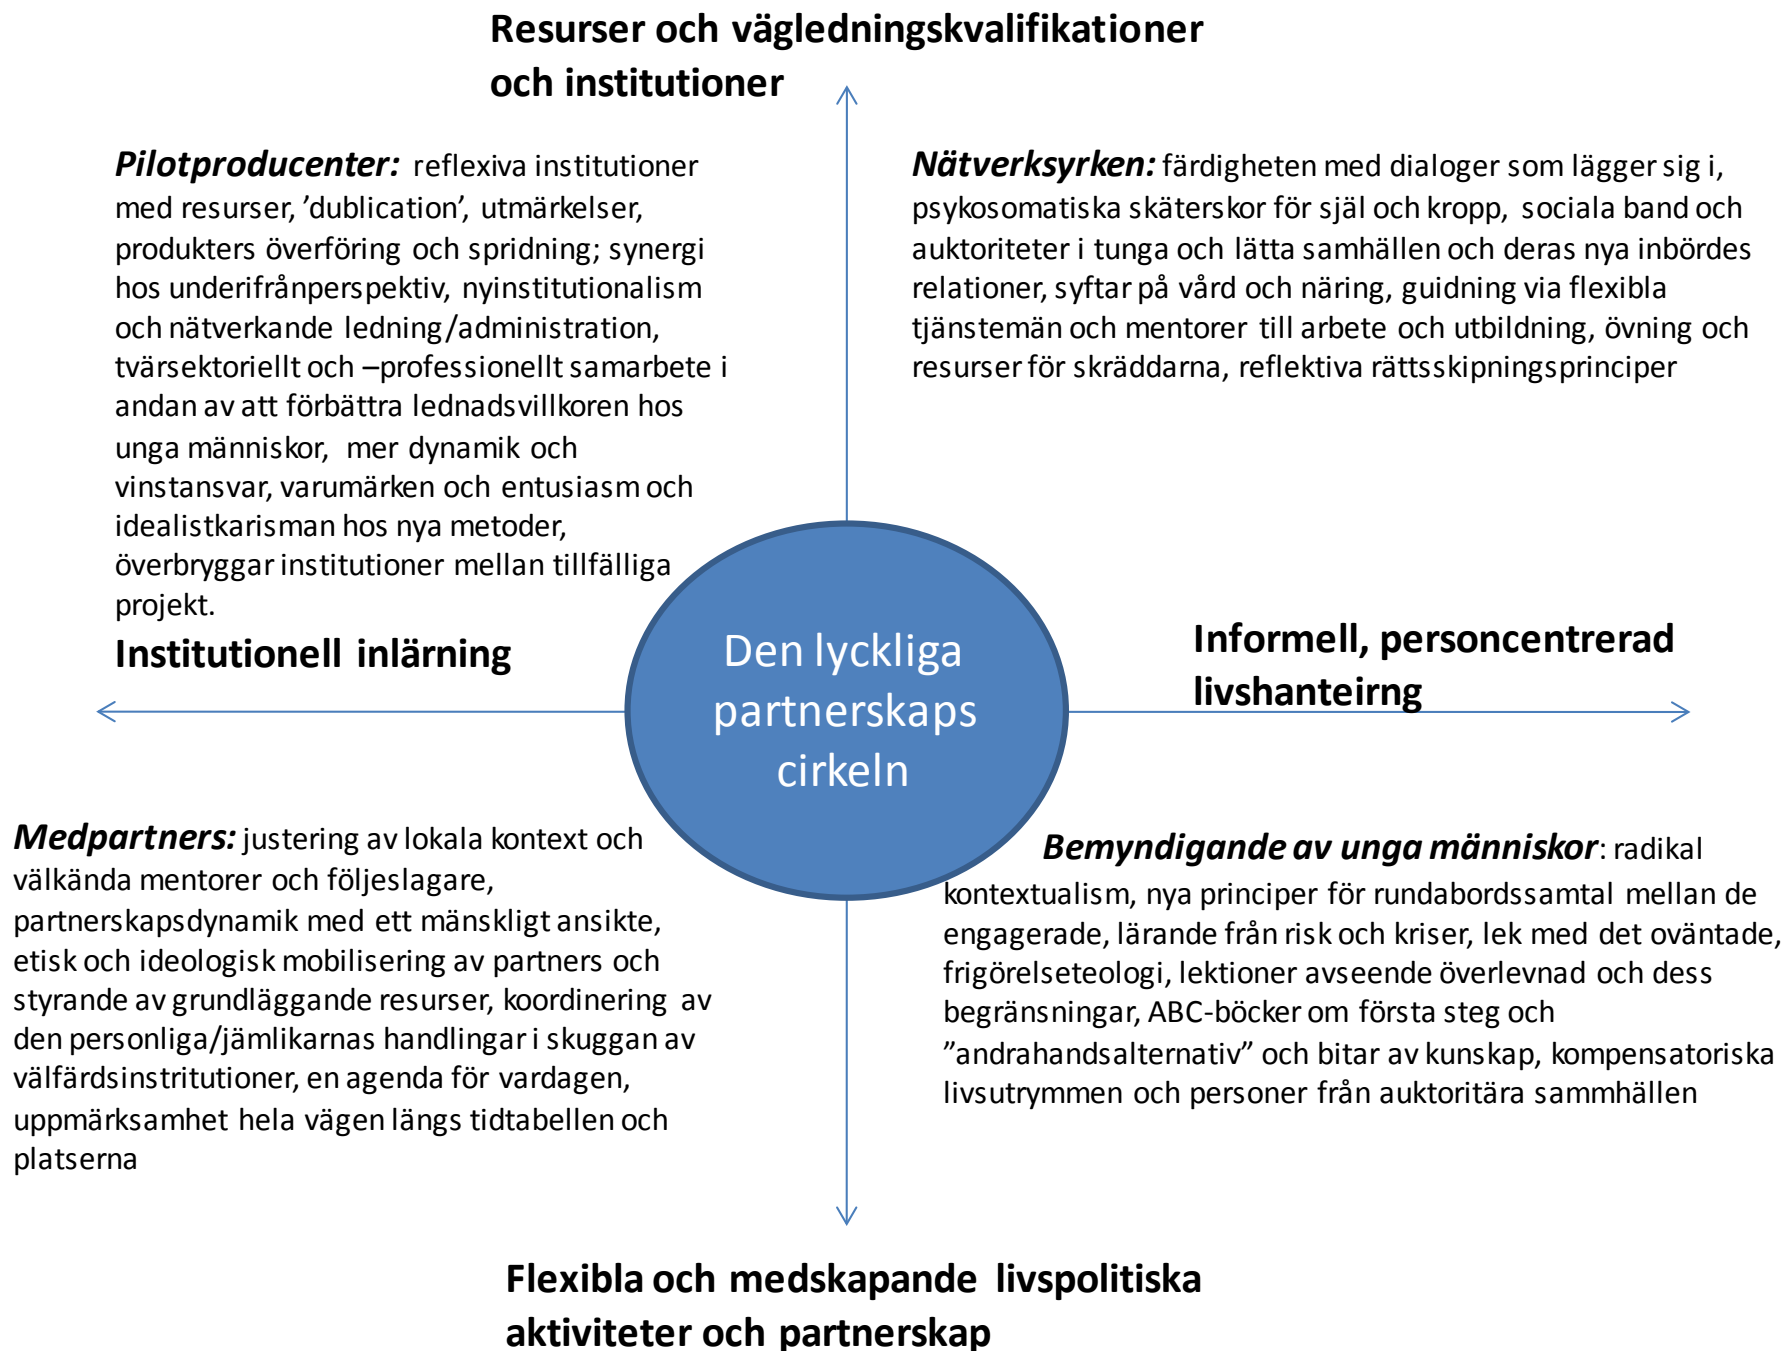 Resurser och vägledningskvalifikationer
och institutioner
Pilotproducenter: reflexiva institutioner
med resurser, ’dublication’, utmärkelser,
produkters överföring och spridning; synergi
hos underifrånperspektiv, nyinstitutionalism
och nätverkande ledning/administration,
tvärsektoriellt och –professionellt samarbete i
andan av att förbättra lednadsvillkoren hos
unga människor, mer dynamik och
vinstansvar, varumärken och entusiasm och
idealistkarisman hos nya metoder,
överbryggar institutioner mellan tillfälliga
projekt.
Nätverksyrken: färdigheten med dialoger som lägger sig i,
psykosomatiska skäterskor för själ och kropp, sociala band och
auktoriteter i tunga och lätta samhällen och deras nya inbördes
relationer, syftar på vård och näring, guidning via flexibla
tjänstemän och mentorer till arbete och utbildning, övning och
resurser för skräddarna, reflektiva rättsskipningsprinciper
Institutionell inlärning
Den lyckliga
partnerskaps
cirkeln
Informell, personcentrerad
livshanteirng
Medpartners: justering av lokala kontext och
välkända mentorer och följeslagare,
partnerskapsdynamik med ett mänskligt ansikte,
etisk och ideologisk mobilisering av partners och
styrande av grundläggande resurser, koordinering av
den personliga/jämlikarnas handlingar i skuggan av
välfärdsinstritutioner, en agenda för vardagen,
uppmärksamhet hela vägen längs tidtabellen och
platserna
Bemyndigande av unga människor: radikal
kontextualism, nya principer för rundabordssamtal mellan de
engagerade, lärande från risk och kriser, lek med det oväntade,
frigörelseteologi, lektioner avseende överlevnad och dess
begränsningar, ABC-böcker om första steg och
”andrahandsalternativ” och bitar av kunskap, kompensatoriska
livsutrymmen och personer från auktoritära sammhällen
Flexibla och medskapande livspolitiska
aktiviteter och partnerskap